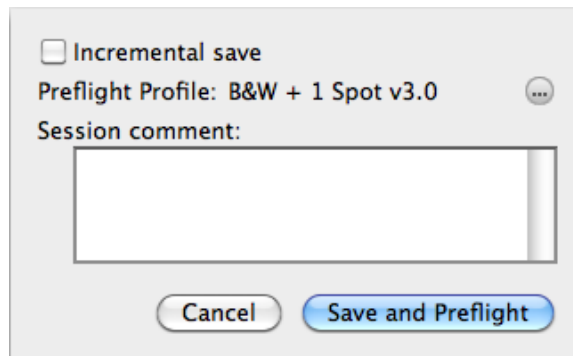 Incremental save
Preflight Profile: B&W + 1 Spot v3.0
Session comment:
Cancel
Save and Preflight